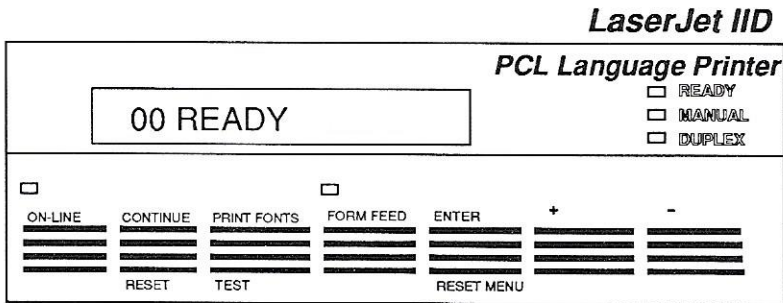 LaserJet IID
PCL Language Printer
READY
00 READY
MANUAL
DUPLEX
ON-LINE CONTINUE PRINT FONTS FORM FEED ENTER + -
RESET TEST RESET MENU